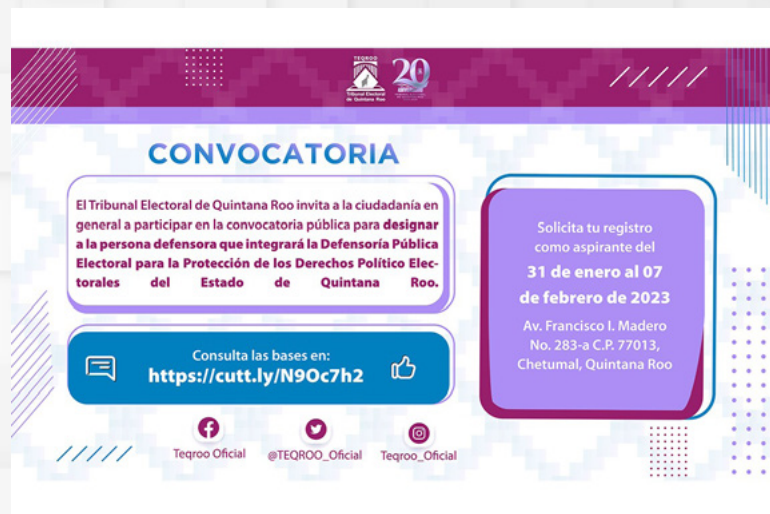 TEQROO
Tribunal Electoral
de Quintana Roo
20
CONVOCATORIA
El Tribunal Electoral de Quintana Roo invita a la ciudadanía en
general a participar en la convocatoria pública para designar
a la persona defensora que integrará la Defensoría Pública
Electoral para la Protección de los Derechos Político Elec-
torales del Estado de Quintana Roo.
Consulta las bases en:
https://cutt.ly/N9Oc7h2
Teqroo Oficial
@TEQROO_Oficial
Teqroo_Oficial
Solicita tu registro
como aspirante del
31 de enero al 07
de febrero de 2023
Av. Francisco I. Madero
No. 283-a C.P. 77013,
Chetumal, Quintana Roo